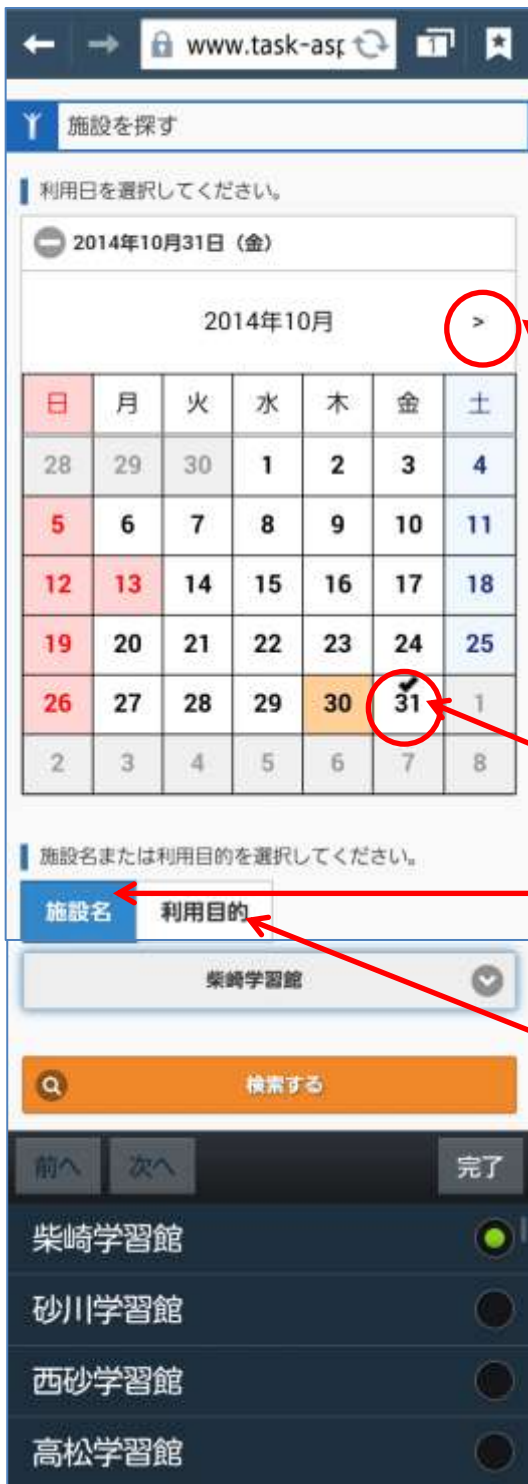 www.task-asp
1
施設を探す
利用日を選択してください。
2014年10月31日（金）
2014年10月 >
日 月 火 水 木 金 土
28 29 30 1 2 3 4
5 6 7 8 9 10 11
12 13 14 15 16 17 18
19 20 21 22 23 24 25
26 27 28 29 30 31 1
2 3 4 5 6 7 8
施設名または利用目的を選択してください。
施設名 利用目的
柴崎学習館
検索する
前へ 次へ 完了
柴崎学習館
砂川学習館
西砂学習館
高松学習館